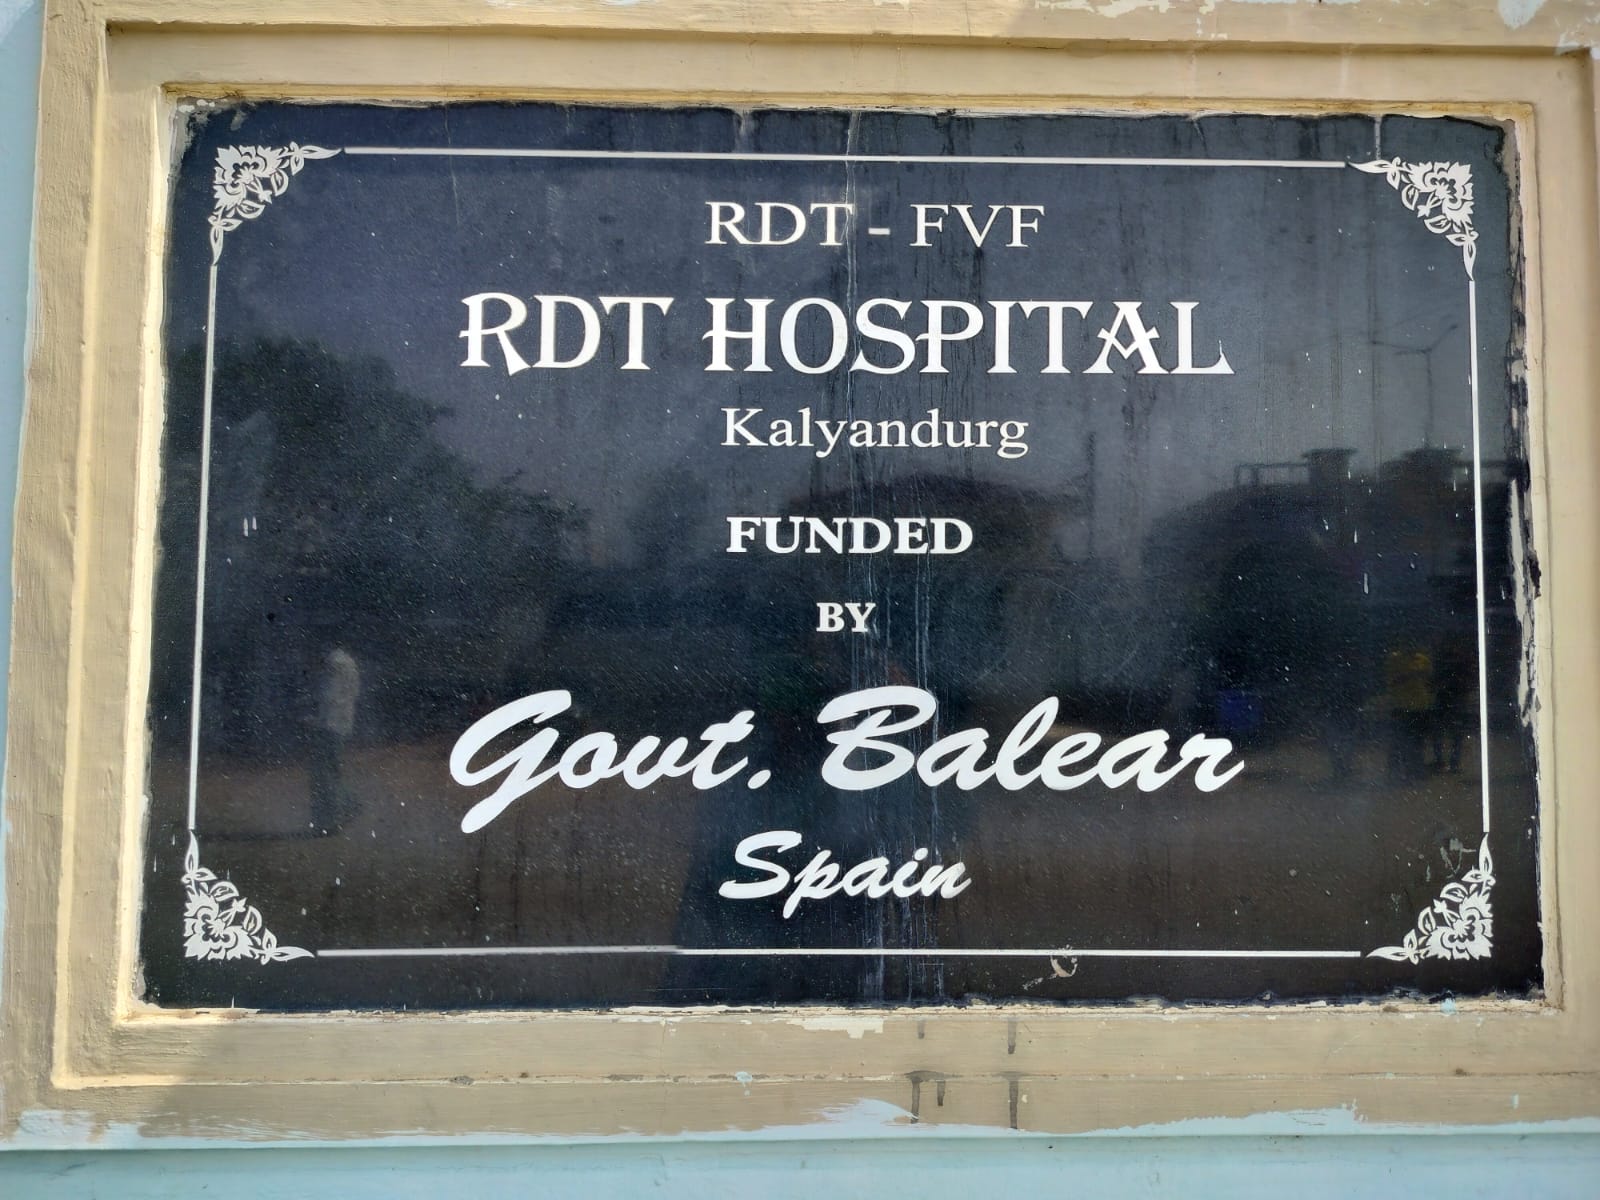 RDT - FVF
RDT HOSPITAL
Kalyandurg
FUNDED
BY
Govt. Balear
Spain